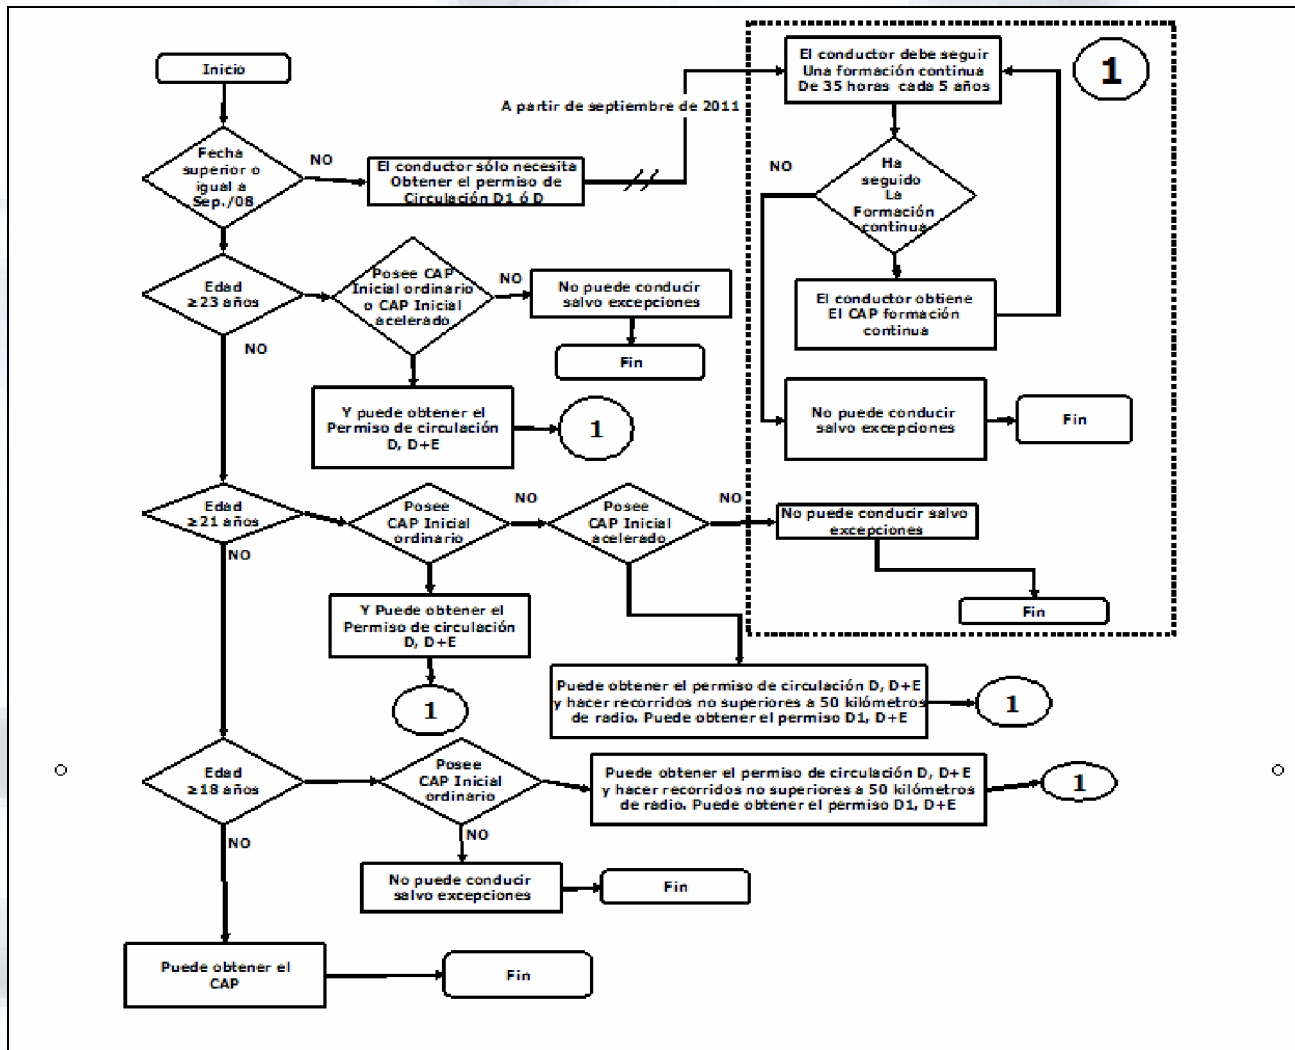 Inicio
Fecha
superior o
igual a
Sep./08
NO
El conductor sólo necesita
Obtener el permiso de
Circulación D1 ó D
A partir de septiembre de 2011
El conductor debe seguir
Una formación continua
De 35 horas cada 5 años
1
NO
Ha
seguido
La
Formación
continua
El conductor obtiene
El CAP formación
continua
No puede conducir
salvo excepciones
Fin
Edad
≥23 años
NO
Posee CAP
Inicial ordinario
o CAP Inicial
acelerado
NO
No puede conducir
salvo excepciones
Fin
Y puede obtener el
Permiso de circulación
D, D+E
1
Edad
≥21 años
NO
Posee
CAP Inicial
ordinario
NO
Posee
CAP Inicial
acelerado
NO
No puede conducir salvo
excepciones
Fin
Y Puede obtener el
Permiso de circulación
D, D+E
1
Puede obtener el permiso de circulación D, D+E
y hacer recorridos no superiores a 50 kilómetros
de radio. Puede obtener el permiso D1, D+E
1
Edad
≥18 años
NO
Posee
CAP Inicial
ordinario
NO
Puede obtener el permiso de circulación D, D+E
y hacer recorridos no superiores a 50 kilómetros
de radio. Puede obtener el permiso D1, D+E
1
No puede conducir
salvo excepciones
Fin
Puede obtener el
CAP
Fin